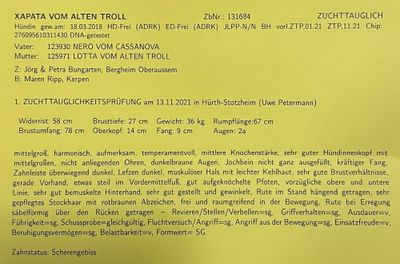 XAPATA VOM ALTEN TROLL ZbNr.: 131684 ZUCHTTAUGLICH
Hündin gew.am: 18.03.2018 HD-Frei (ADRK) ED-Frei (ADRK) JLPP-N/N BH vorl.ZTP,01.21 ZTP,11.21 Chip:
276095610311430 DNA-getestet
Vater: 123930 NERO VOM CASSANOVA
Mutter: 125971 LOTTA VOM ALTEN TROLL
Z: Jörg & Petra Bungarten, Bergheim Oberaussem
B: Maren Ripp, Kerpen
1. ZUCHTTAUGLICHKEITSPRÜFUNG am 13.11.2021 in Hürth-Stotzheim (Uwe Petermann)
Widerrist: 58 cm Brusttiefe: 27 cm Gewicht: 36 kg Rumpflänge: 67 cm
Brustumfang: 78 cm Oberkopf: 14 cm Fang: 9 cm Augen: 2a
mittelgroß, harmonisch, aufmerksam, temperamentvoll, mittlere Knochenstärke, sehr guter Hündinnenkopf mit
mittelgroßen, nicht anliegenden Ohren, dunkelbraune Augen, Jochbein nicht ganz ausgefüllt, kräftiger Fang,
Zahnleiste überwiegend dunkel, Lefzen dunkel, muskulöser Hals mit leichter Kehlhaut, sehr gute Brustverhältnisse,
gerade Vorhand, etwas steil im Vordermittelfuß, gut aufgeknöchelte Pfoten, vorzügliche obere und untere
Linie, sehr gut bemuskelte Hinterhand, sehr gut gestellt und gewinkelt, Rute im Stand hängend getragen, sehr
gepflegtes Stockhaar mit rotbraunen Abzeichen, frei und raumgreifend in der Bewegung, Rute bei Erregung
säbelförmig über den Rücken getragen – Revieren/Stellen/Verbellen=sg, Griffverhalten=sg, Ausdauer=v,
Führigkeit=sg, Schussprobe=gleichgültig, Fluchtversuch/Angriff=sg, Angriff aus der Bewegung=sg, Einsatzfreude=v,
Beruhigungsvermögen=sg, Belastbarkeit=v, Formwert= SG.
Zahnstatus: Scherengebiss